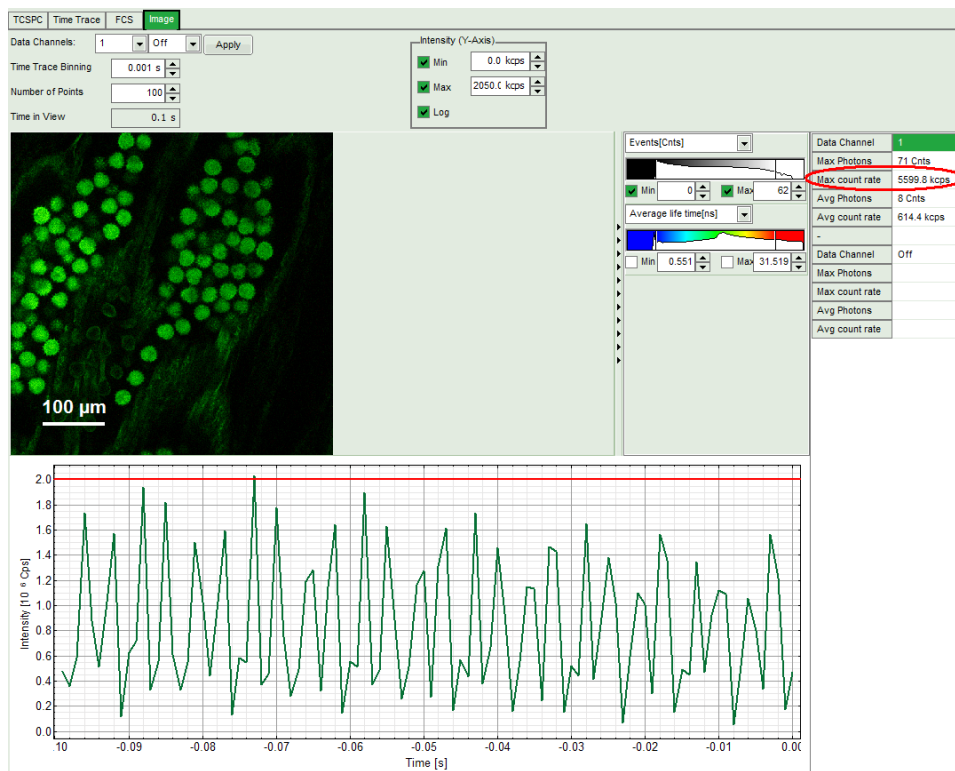 TCSPC Time Trace FCS Image
Data Channels: 1 Off Apply
Time Trace Binning 0.001 s
Number of Points 100
Time in View 0.1 s
Intensity (Y-Axis)
Min 0.0 kcps
Max 2050.( kcps
Log
100 µm
Events[Cnts]
Min 0 Max 62
Average life time[ns]
Min 0.551 Max 31.519
Data Channel 1
Max Photons 71 Cnts
Max count rate 5599.8 kcps
Avg Photons 8 Cnts
Avg count rate 614.4 kcps
-
Data Channel Off
Max Photons
Max count rate
Avg Photons
Avg count rate
Intensity [10 6 Cps]
2.0
1.8
1.6
1.4
1.2
1.0
0.8
0.6
0.4
0.2
0.0
.10 -0.09 -0.08 -0.07 -0.06 -0.05 -0.04 -0.03 -0.02 -0.01 0.00
Time [s]